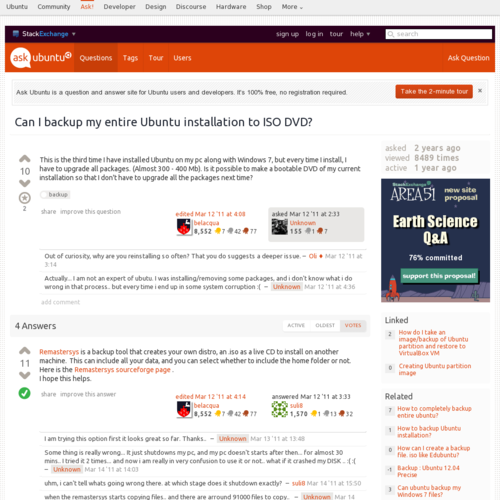 Ubuntu Community Ask! Developer Design Discourse Hardware Shop More
StackExchange sign up log in tour help search
ask ubuntu Questions Tags Tour Users Ask Question
Ask Ubuntu is a question and answer site for Ubuntu users and developers. It's 100% free, no registration required. Take the 2-minute tour
Can I backup my entire Ubuntu installation to ISO DVD?
10
2
This is the third time I have installed Ubuntu on my pc along with Windows 7, but every time I install, I
have to upgrade all packages. (Almost 300 - 400 Mb). Is it possible to make a bootable DVD of my current
installation so that I don't have to upgrade all the packages next time?
backup
share improve this question
edited Mar 12 '11 at 4:08
belacqua
8,552 7 42 77
asked Mar 12 '11 at 2:33
Unknown
155 1 7
Out of curiosity, why are you reinstalling so often? That you do suggests a deeper issue. – Oli ♦ Mar 12 '11 at
3:14
Actually... I am not an expert of ubutu. I was installing/removing some packages, and i don't know what i do
wrong in that process.. but every time i end up in some system corruption :( – Unknown Mar 12 '11 at 4:36
add comment
4 Answers
ACTIVE OLDEST VOTES
11
Remastersys is a backup tool that creates your own distro, an .iso as a live CD to install on another
machine. This can include all your data, and you can select whether to include the home folder or not.
Here is the Remastersys sourceforge page .
I hope this helps.
share improve this answer
edited Mar 12 '11 at 4:14
belacqua
8,552 7 42 77
answered Mar 12 '11 at 3:33
suli8
1,570 1 13 32
I am trying this option first it looks great so far. Thanks.. – Unknown Mar 13 '11 at 13:48
Some thing is really wrong... It just shutdowns my pc, and my pc doesn't starts after then... for almost 30
mins.. I tried it 2 times... and now i am really in very confusion to use it or not.. what if it crashed my DISK .. :( :(
– Unknown Mar 14 '11 at 14:03
uhm, i can't tell whats going wrong there. at which stage does it shutdown exactly? – suli8 Mar 14 '11 at 15:50
when the remastersys starts copying files.. and there are arround 91000 files to copy.. – Unknown Mar 14
asked 2 years ago
viewed 8489 times
active 1 year ago
StackExchange
AREA51
new site
proposal
Earth Science
Q&A
76% committed
support this proposal!
Linked
2 How do I take an
image/backup of Ubuntu
partition and restore to
VirtualBox VM
0 Creating Ubuntu
partition image
Related
7 How to completely backup
entire ubuntu?
1 How to backup Ubuntu
installation?
0 How can I create a backup
file. iso like Edubuntu?
-1 Backup : Ubuntu 12.04
Precise
3 Can ubuntu backup my
Windows 7 files?